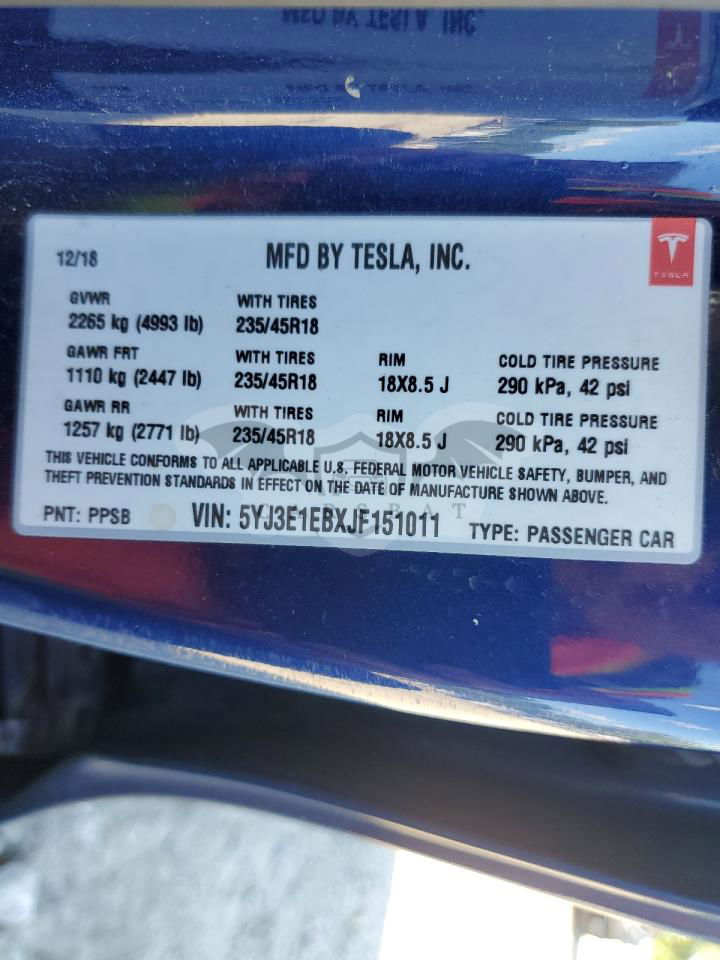 MFD BY TESLA, INC.
12/18 MFD BY TESLA, INC.
TESLA
GVWR WITH TIRES
2265 kg (4993 lb) 235/45R18
GAWR FRT WITH TIRES RIM COLD TIRE PRESSURE
1110 kg (2447 lb) 235/45R18 18X8.5 J 290 kPa, 42 psi
GAWR RR WITH TIRES RIM COLD TIRE PRESSURE
1257 kg (2771 lb) 235/45R18 18X8.5 J 290 kPa, 42 psi
THIS VEHICLE CONFORMS TO ALL APPLICABLE U.S. FEDERAL MOTOR VEHICLE SAFETY, BUMPER, AND
THEFT PREVENTION STANDARDS IN EFFECT ON THE DATE OF MANUFACTURE SHOWN ABOVE.
PNT: PPSB VIN: 5YJ3E1EBXJF151011 TYPE: PASSENGER CAR